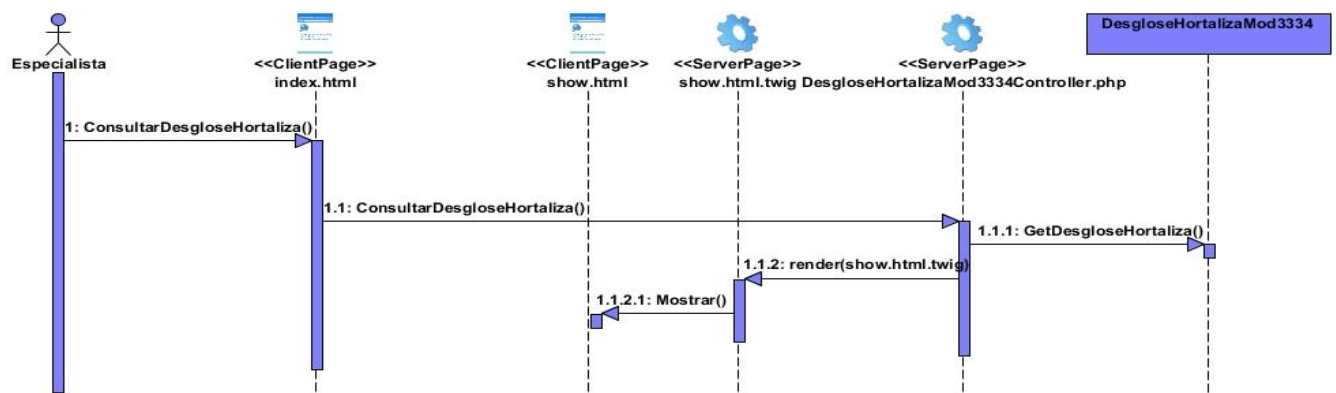 DesgloseHortalizaMod3334
Especialista
<<ClientPage>>
index.html
<<ClientPage>>
show.html
<<ServerPage>>
show.html.twig
<<ServerPage>>
DesgloseHortalizaMod3334Controller.php
1: ConsultarDesgloseHortaliza()
1.1: ConsultarDesgloseHortaliza()
1.1.1: GetDesgloseHortaliza()
1.1.2: render(show.html.twig)
1.1.2.1: Mostrar()